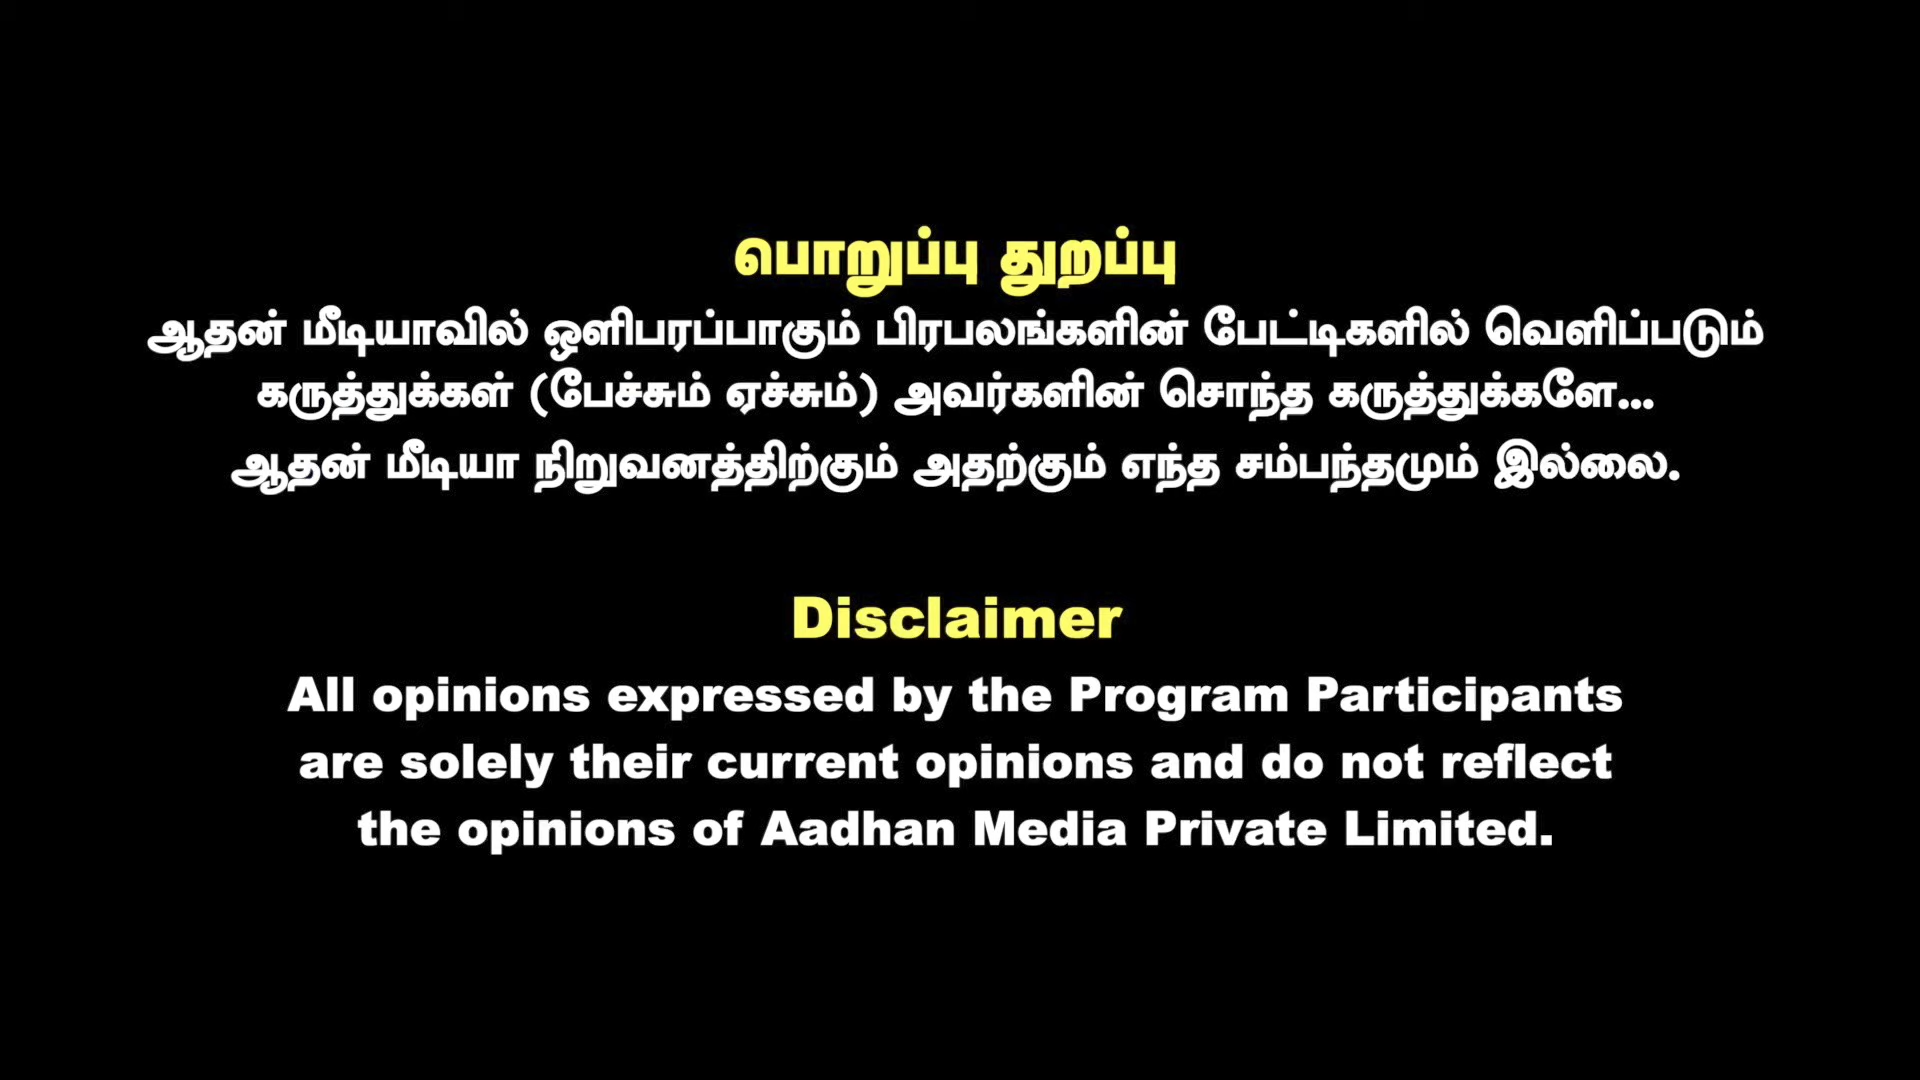 பொறுப்பு துறப்பு
ஆதன் மீடியாவில் ஒளிபரப்பாகும் பிரபலங்களின் பேட்டிகளில் வெளிப்படும்
கருத்துக்கள் (பேச்சும் ஏச்சும்) அவர்களின் சொந்த கருத்துக்களே...
ஆதன் மீடியா நிறுவனத்திற்கும் அதற்கும் எந்த சம்பந்தமும் இல்லை.
Disclaimer
All opinions expressed by the Program Participants
are solely their current opinions and do not reflect
the opinions of Aadhan Media Private Limited.